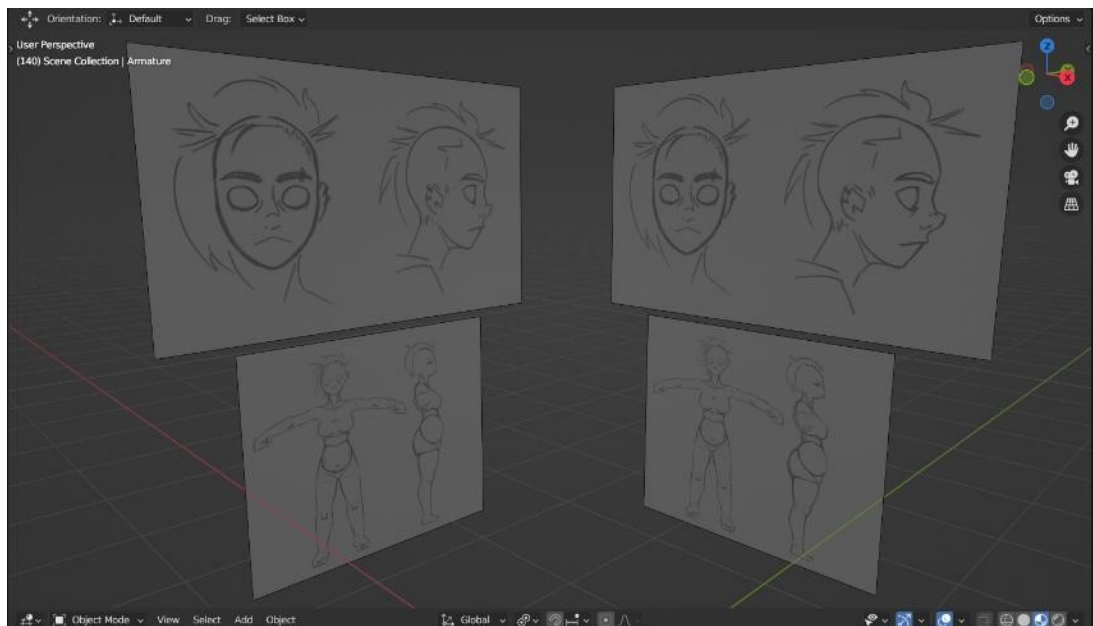 Orientation: Default Drag: Select Box Options
User Perspective
(140) Scene Collection | Armature
Z
Y
X
Object Mode View Select Add Object Global